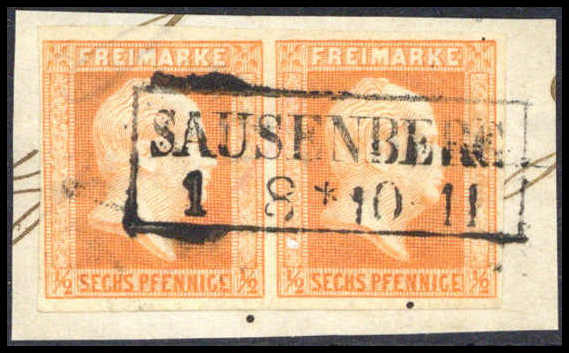 FREIMARKE FREIMARKE
SAUSENBERG
1 8 * 10-11
½ SECHS PFENNIGE ½ ½ SECHS PFENNIGE ½